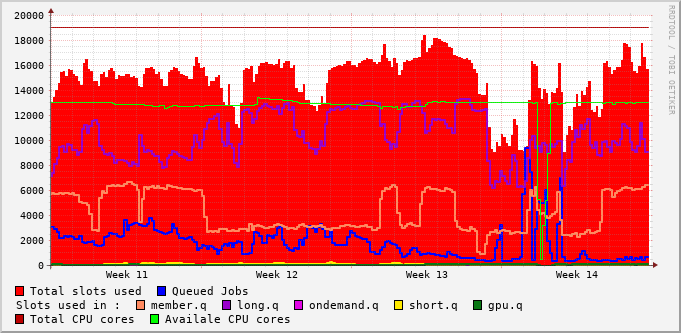 20000
18000
16000
14000
12000
10000
8000
6000
4000
2000
0
Week 11 Week 12 Week 13 Week 14
RRDTOOL / TOBI OETIKER
Total slots used Queued Jobs
Slots used in : member.q long.q ondemand.q short.q gpu.q
Total CPU cores Availale CPU cores